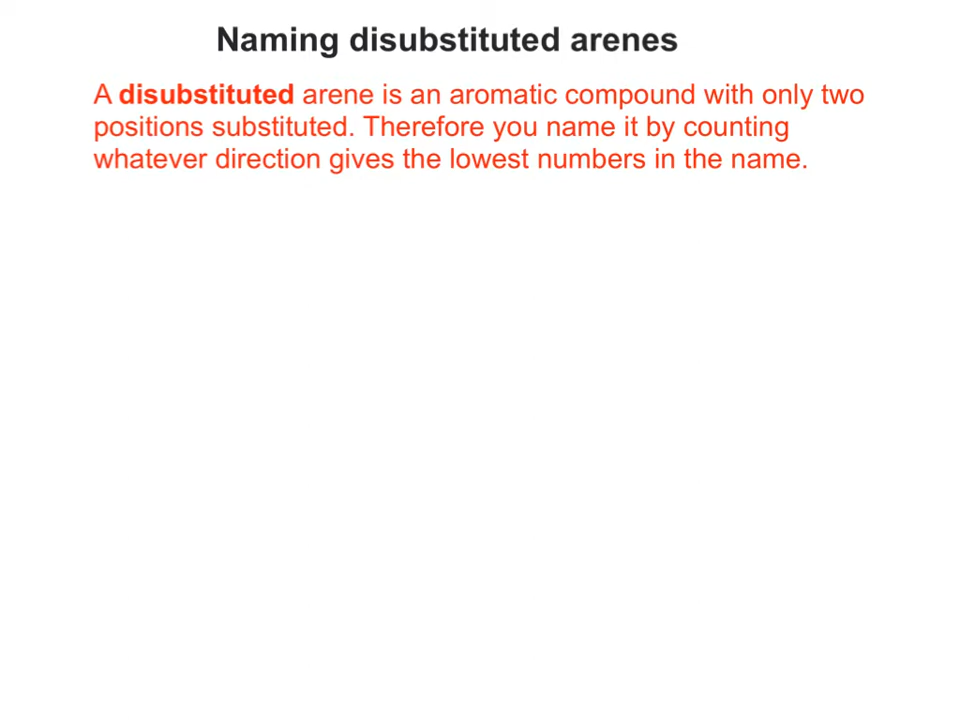 Naming disubstituted arenes
A disubstituted arene is an aromatic compound with only two
positions substituted. Therefore you name it by counting
whatever direction gives the lowest numbers in the name.